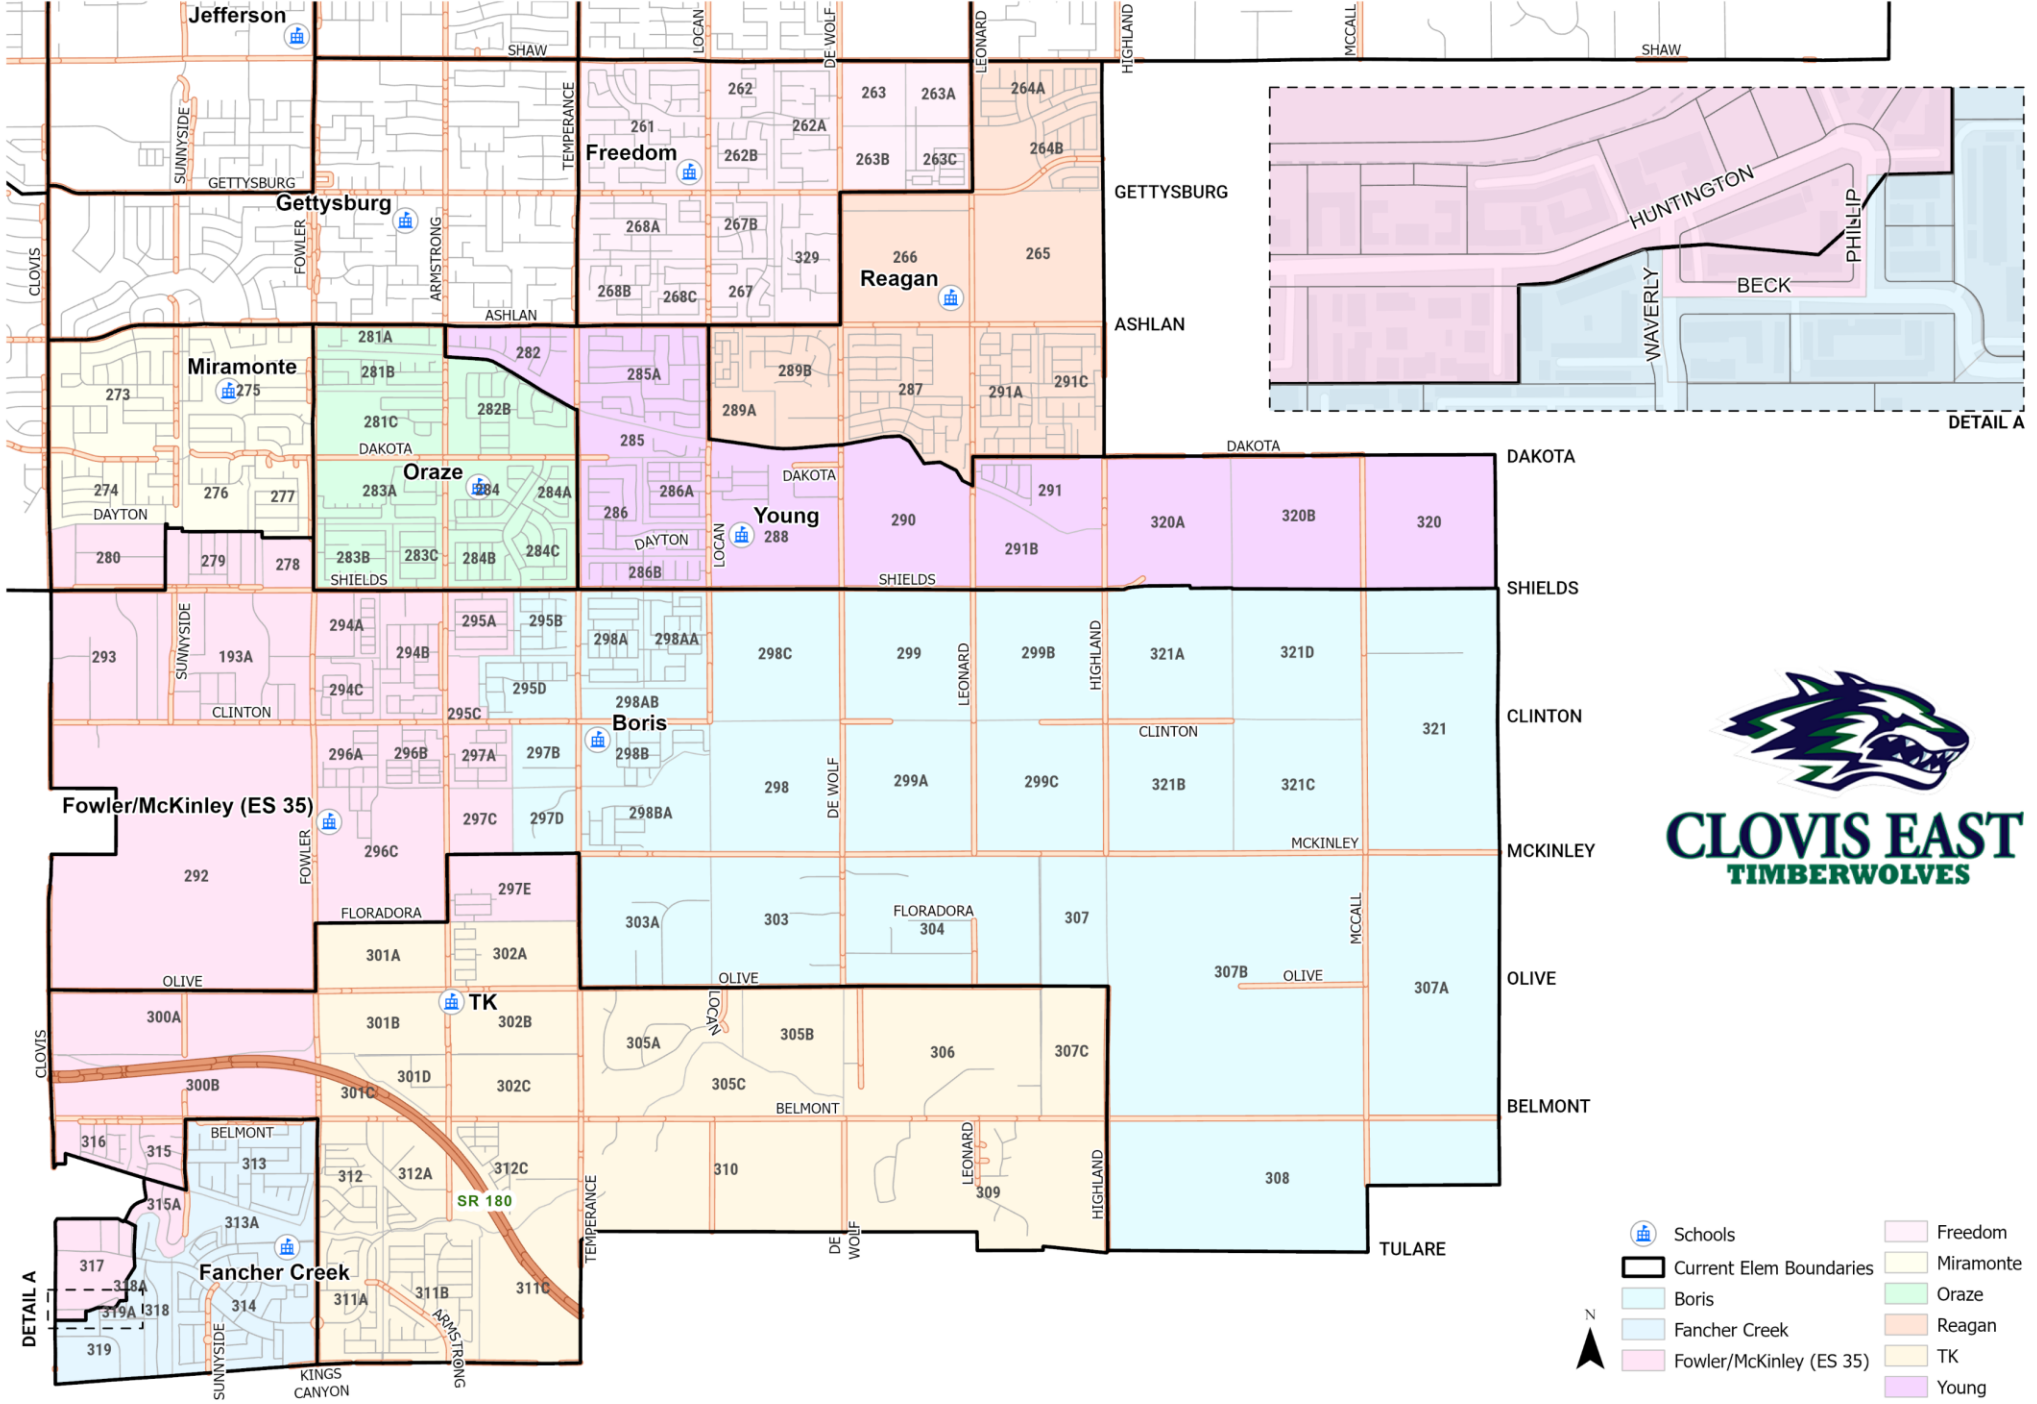 Jefferson
SHAW
LOCAN
DE WOLF
LEONARD
HIGHLAND
MCCALL
SHAW
SUNNYSIDE
TEMPERANCE
261
262
262A
262B
263
263A
263B
263C
264A
264B
Freedom
GETTYSBURG
GETTYSBURG
Gettysburg
CLOVIS
FOWLER
ARMSTRONG
268A
267B
329
268B
268C
267
266
265
Reagan
ASHLAN
ASHLAN
HUNTINGTON
PHILLIP
BECK
WAVERLY
DETAIL A
Miramonte
273
275
281A
281B
281C
282
282B
285A
285
289B
289A
287
291A
291C
DAKOTA
DAKOTA
DAKOTA
DAKOTA
Oraze
274
276
277
283A
284
284A
286A
286
DAYTON
DAYTON
LOCAN
Young
288
290
291
291B
320A
320B
320
280
279
278
283B
283C
284B
284C
286B
SHIELDS
SHIELDS
SHIELDS
293
SUNNYSIDE
193A
294A
294B
294C
295A
295B
295D
295C
298A
298AA
298AB
298C
299
LEONARD
299B
HIGHLAND
321A
321D
CLINTON
CLINTON
CLINTON
Boris
321
296A
296B
297A
297B
298B
298
DE WOLF
299A
299C
321B
321C
Fowler/McKinley (ES 35)
297C
297D
298BA
FOWLER
296C
MCKINLEY
MCKINLEY
292
297E
FLORADORA
303A
303
FLORADORA
304
307
MCCALL
301A
302A
OLIVE
OLIVE
OLIVE
OLIVE
307B
307A
TK
300A
301B
302B
LOCAN
305A
305B
306
307C
CLOVIS
300B
301C
301D
302C
305C
BELMONT
BELMONT
BELMONT
316
315
313
312
312A
312C
310
LEONARD
309
HIGHLAND
308
315A
313A
SR 180
TEMPERANCE
DE WOLF
TULARE
317
Fancher Creek
318A
319A
318
314
311A
311B
311C
DETAIL A
319
SUNNYSIDE
ARMSTRONG
KINGS
CANYON
CLOVIS EAST
TIMBERWOLVES
N
Schools
Current Elem Boundaries
Boris
Fancher Creek
Fowler/McKinley (ES 35)
Freedom
Miramonte
Oraze
Reagan
TK
Young